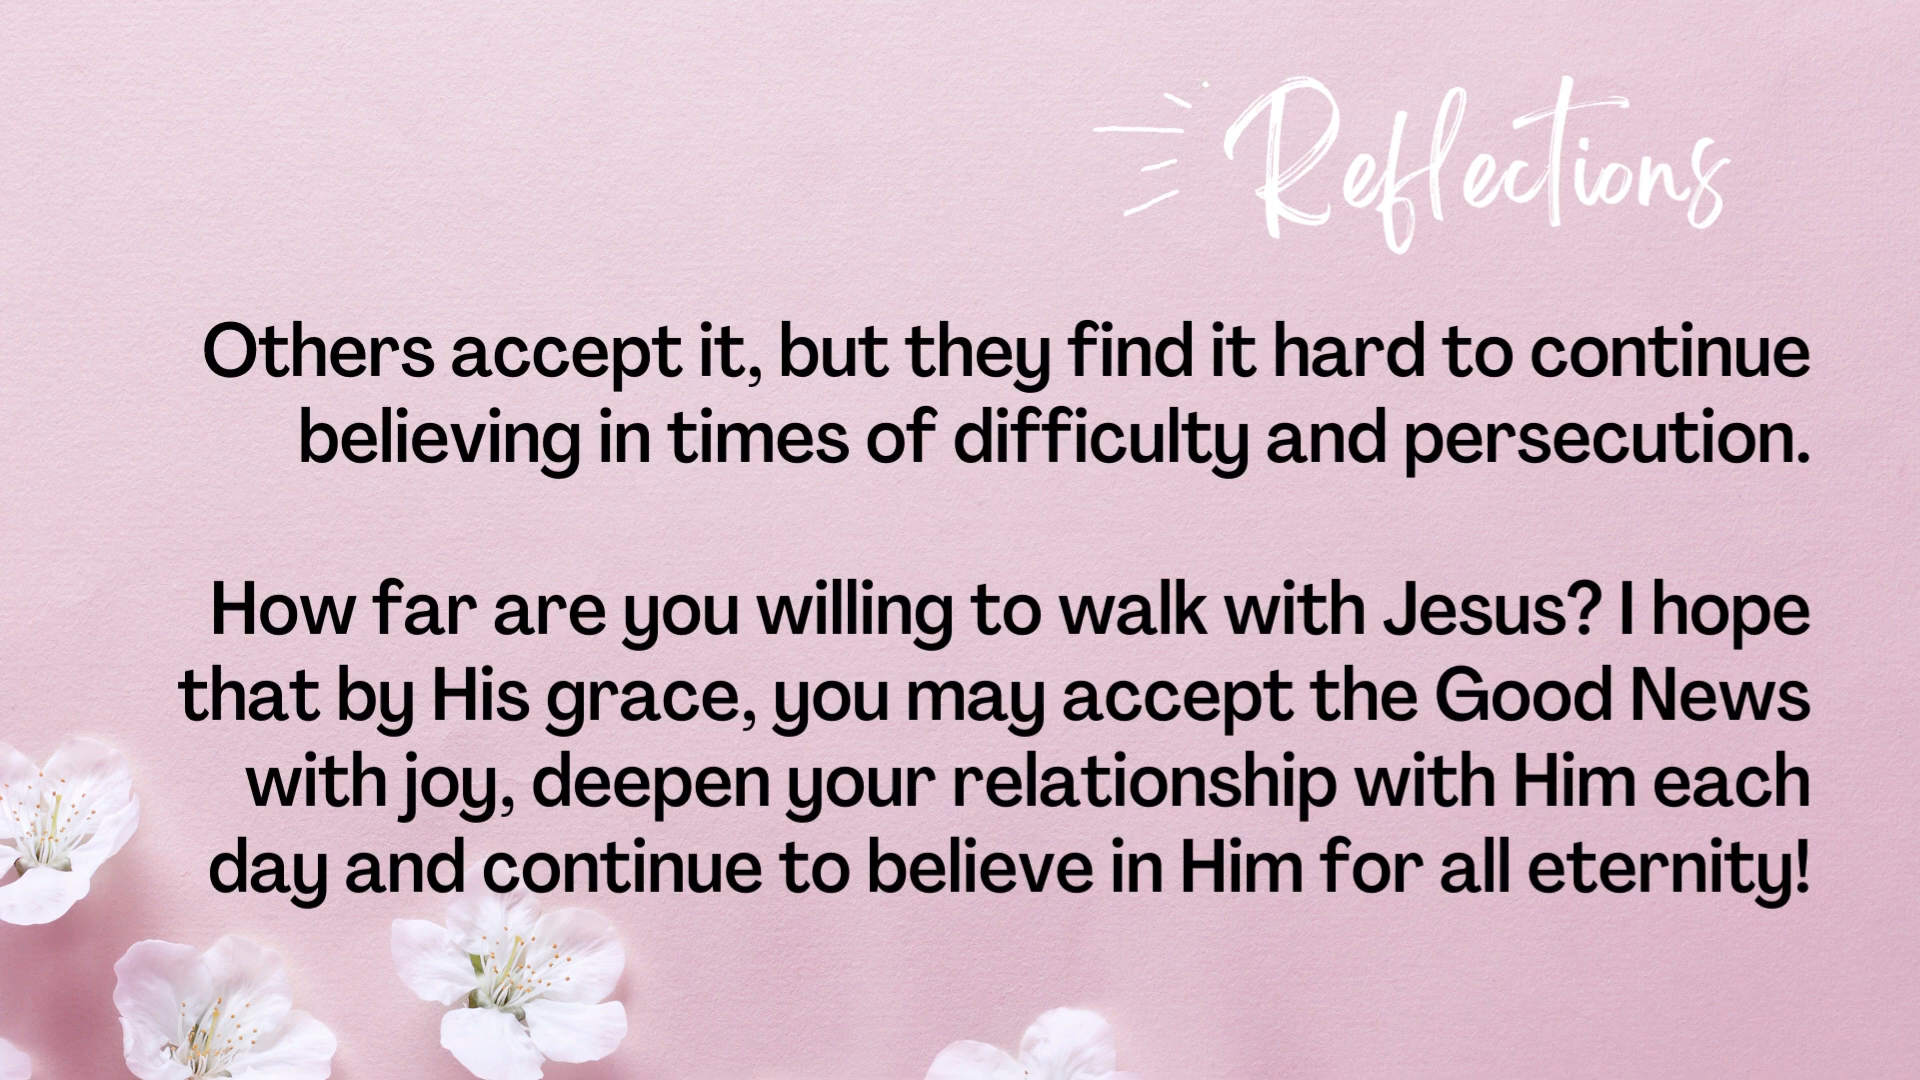 Reflections
Others accept it, but they find it hard to continue
believing in times of difficulty and persecution.
How far are you willing to walk with Jesus? I hope
that by His grace, you may accept the Good News
with joy, deepen your relationship with Him each
day and continue to believe in Him for all eternity!